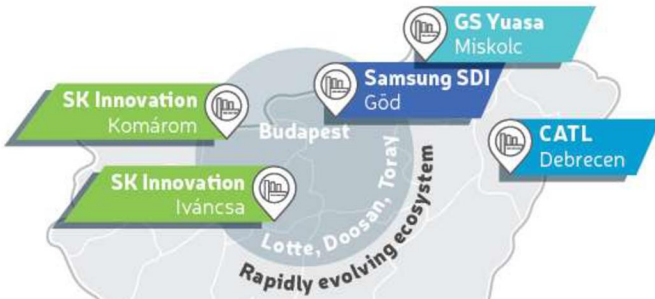 GS Yuasa
Miskolc
Samsung SDI
Göd
SK Innovation
Komárom
Budapest
CATL
Debrecen
SK Innovation
Iváncsa
Lotte, Doosan, Toray
Rapidly evolving ecosystem